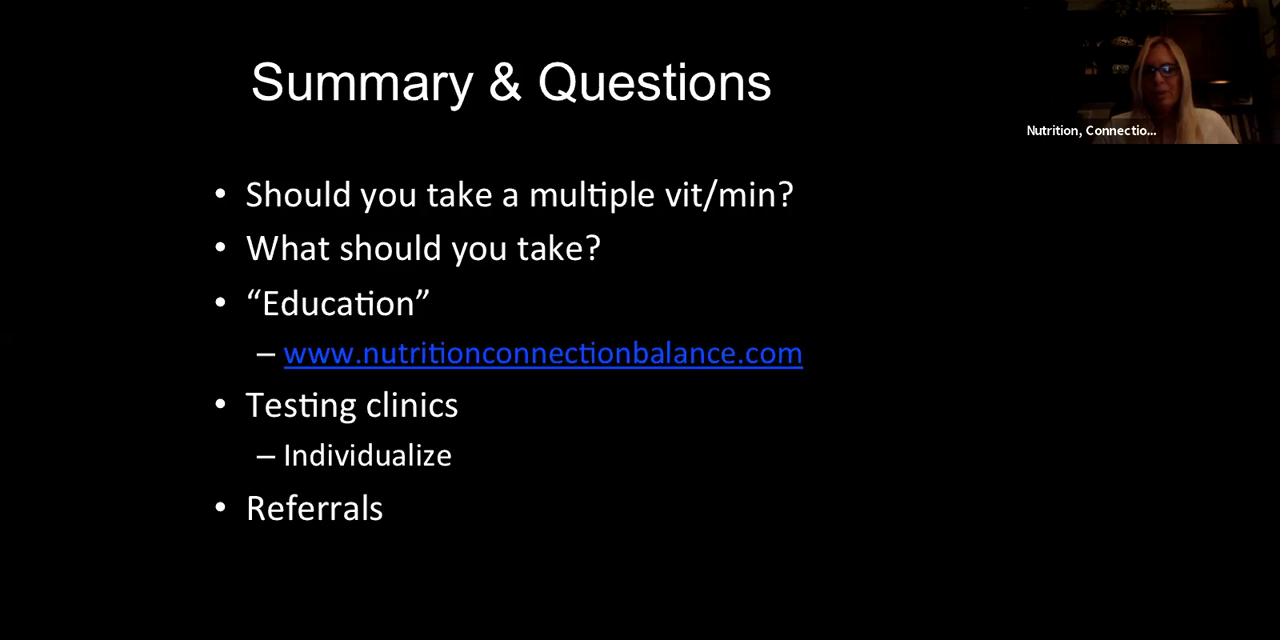 Summary & Questions
Nutrition, Connectio...
• Should you take a multiple vit/min?
• What should you take?
• “Education”
– www.nutritionconnectionbalance.com
• Testing clinics
– Individualize
• Referrals